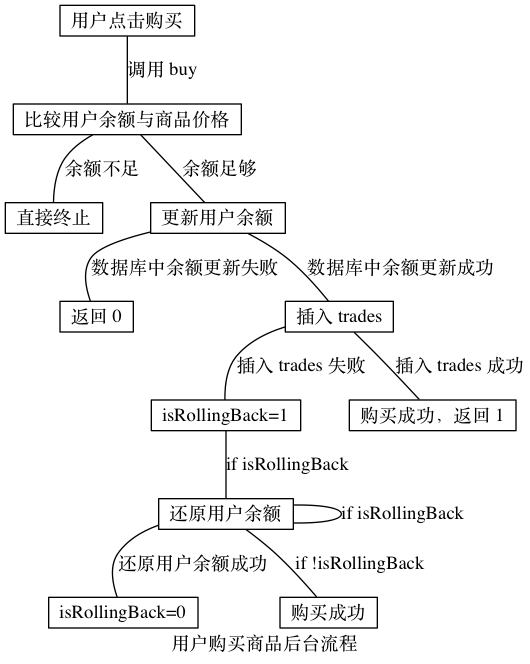 用户点击购买
调用 buy
比较用户余额与商品价格
余额不足
余额足够
直接终止
更新用户余额
数据库中余额更新失败
数据库中余额更新成功
返回 0
插入 trades
插入 trades 失败
插入 trades 成功
isRollingBack=1
购买成功，返回 1
if isRollingBack
还原用户余额
if isRollingBack
还原用户余额成功
if !isRollingBack
isRollingBack=0
购买成功
用户购买商品后台流程